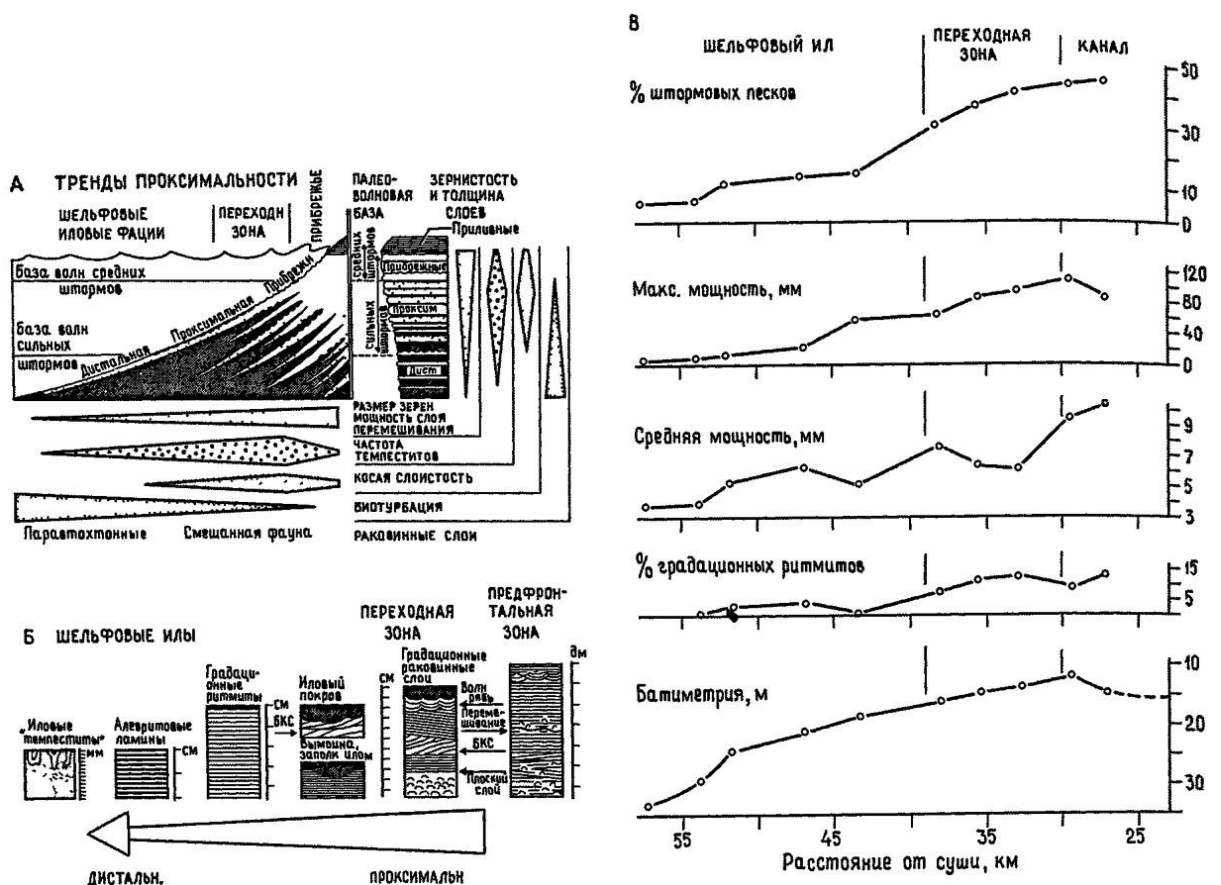 А ТРЕНДЫ ПРОКСИМАЛЬНОСТИ
ШЕЛЬФОВЫЕ
ИЛОВЫЕ ФАЦИИ
ПЕРЕХОДН
ЗОНА
ПРИБРЕЖЬЕ
ПАЛЕО-
ВОЛНОВАЯ
БАЗА
ЗЕРНИСТОСТЬ
И ТОЛЩИНА
СЛОЕВ
Приливные
База волн средних
штормов
База волн
сильных
штормов
Дистальная
Проксимальная
Прибрежн
средних
штормов
сильных
штормов
Прибрежные
Проксим
Дист
РАЗМЕР ЗЕРЕН
МОЩНОСТЬ СЛОЯ
ПЕРЕМЕШИВАНИЯ
ЧАСТОТА
ТЕМПЕСТИТОВ
КОСАЯ СЛОИСТОСТЬ
БИОТУРБАЦИЯ
РАКОВИННЫЕ СЛОИ
Паравтохтонные
Смешанная фауна
Б ШЕЛЬФОВЫЕ ИЛЫ
ПЕРЕХОДНАЯ
ЗОНА
ПРЕДФРОН-
ТАЛЬНАЯ
ЗОНА
„Иловые
темпеститы"
мм
Алевритовые
ламины
СМ
Градаци-
онные
ритмиты
СМ
БКС
Иловый
покров
Вымоина,
заполн илом
СМ
Градационные
раковинные
слои
Волн
рябь
Переме-
шивание
БКС
Плоский
слой
дм
ДИСТАЛЬН.
ПРОКСИМАЛЬН
В
ШЕЛЬФОВЫЙ ИЛ
ПЕРЕХОДНАЯ
ЗОНА
КАНАЛ
% штормовых песков
50
30
10
0
Макс. мощность, мм
120
80
40
0
Средняя мощность, мм
9
7
5
3
% градационных ритмитов
15
5
Батиметрия, м
10
20
30
55 45 35 25
Расстояние от суши, км